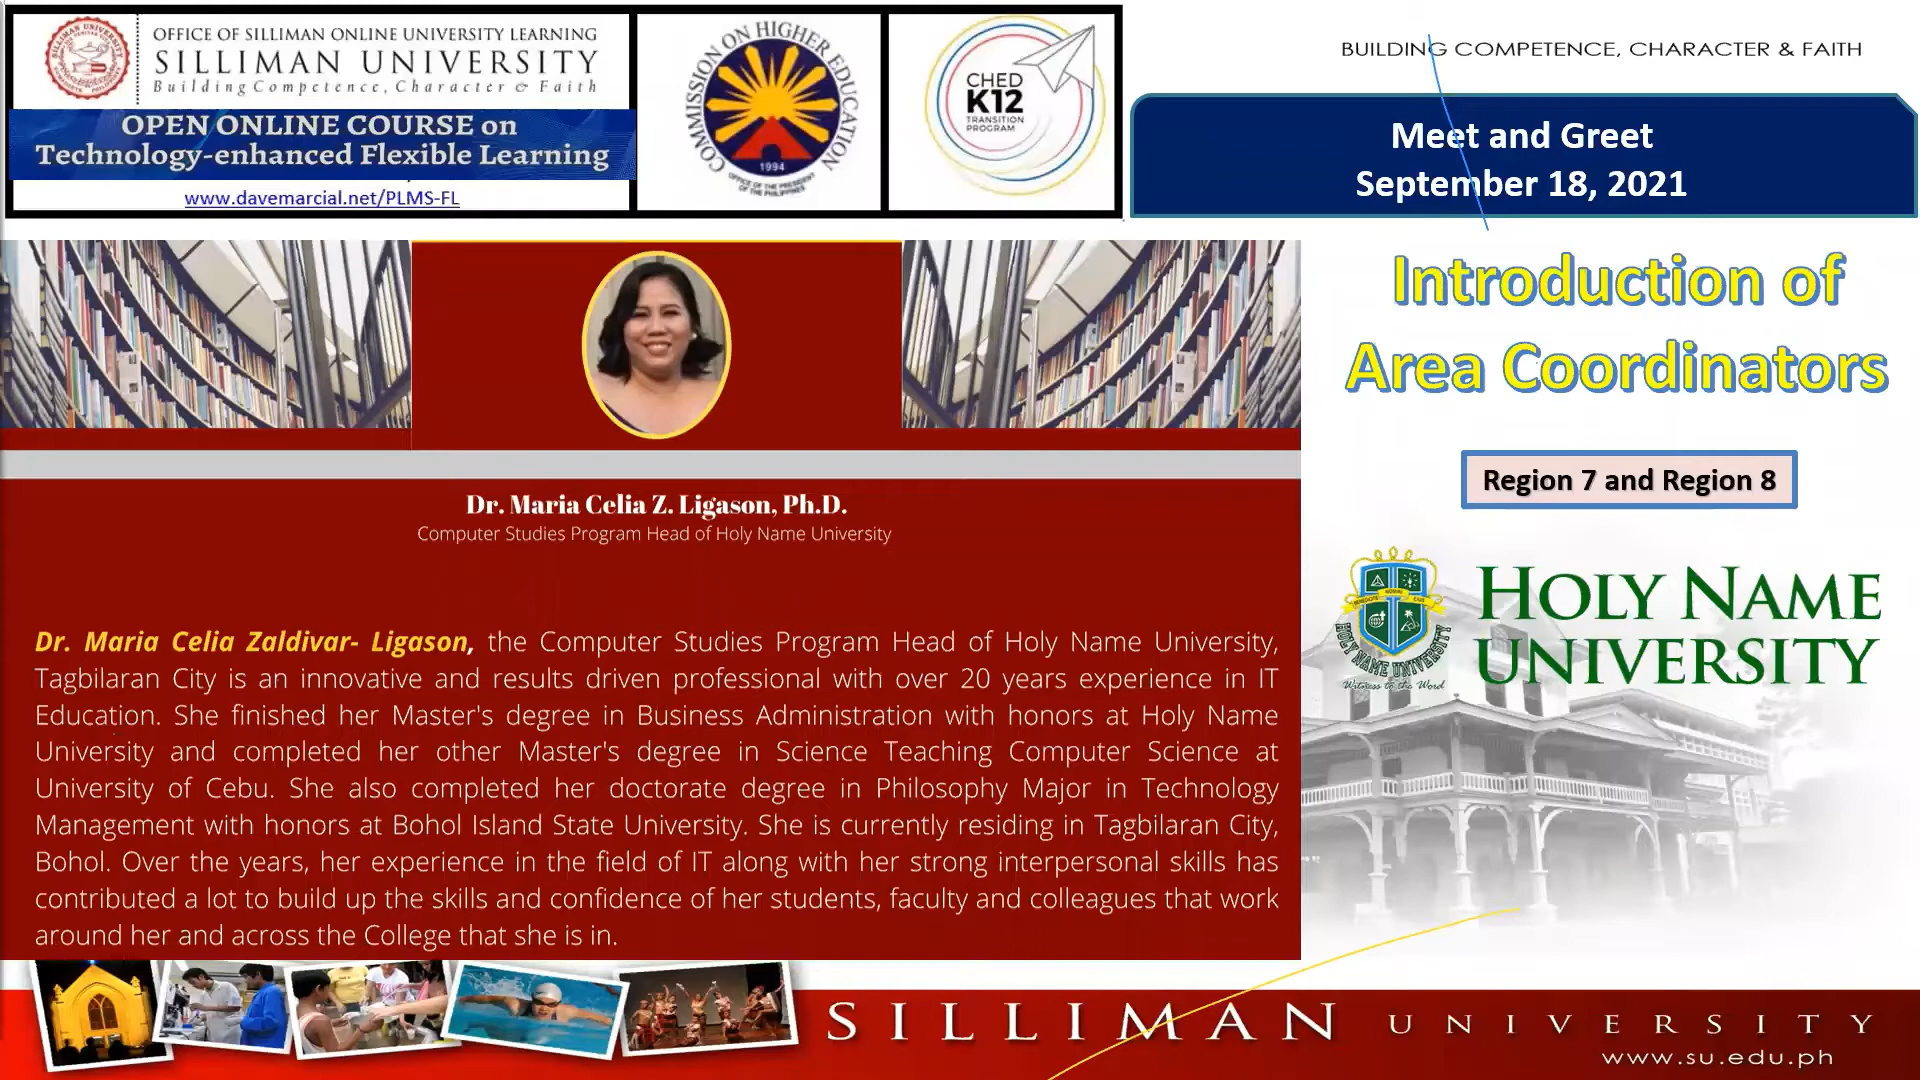 OFFICE OF SILLIMAN ONLINE UNIVERSITY LEARNING
SILLIMAN UNIVERSITY
Building Competence, Character & Faith
OPEN ONLINE COURSE on
Technology-enhanced Flexible Learning
www.davemarcial.net/PLMS-FL
COMMISSION ON HIGHER EDUCATION
1994
OFFICE OF THE PRESIDENT
OF THE PHILIPPINES
CHED
K12
TRANSITION
PROGRAM
BUILDING COMPETENCE, CHARACTER & FAITH
Meet and Greet
September 18, 2021
Introduction of
Area Coordinators
Region 7 and Region 8
HOLY NAME
UNIVERSITY
HOLY NAME UNIVERSITY
Witness to the Word
Dr. Maria Celia Z. Ligason, Ph.D.
Computer Studies Program Head of Holy Name University
Dr. Maria Celia Zaldivar- Ligason, the Computer Studies Program Head of Holy Name University,
Tagbilaran City is an innovative and results driven professional with over 20 years experience in IT
Education. She finished her Master's degree in Business Administration with honors at Holy Name
University and completed her other Master's degree in Science Teaching Computer Science at
University of Cebu. She also completed her doctorate degree in Philosophy Major in Technology
Management with honors at Bohol Island State University. She is currently residing in Tagbilaran City,
Bohol. Over the years, her experience in the field of IT along with her strong interpersonal skills has
contributed a lot to build up the skills and confidence of her students, faculty and colleagues that work
around her and across the College that she is in.
SILLIMAN UNIVERSITY
www.su.edu.ph